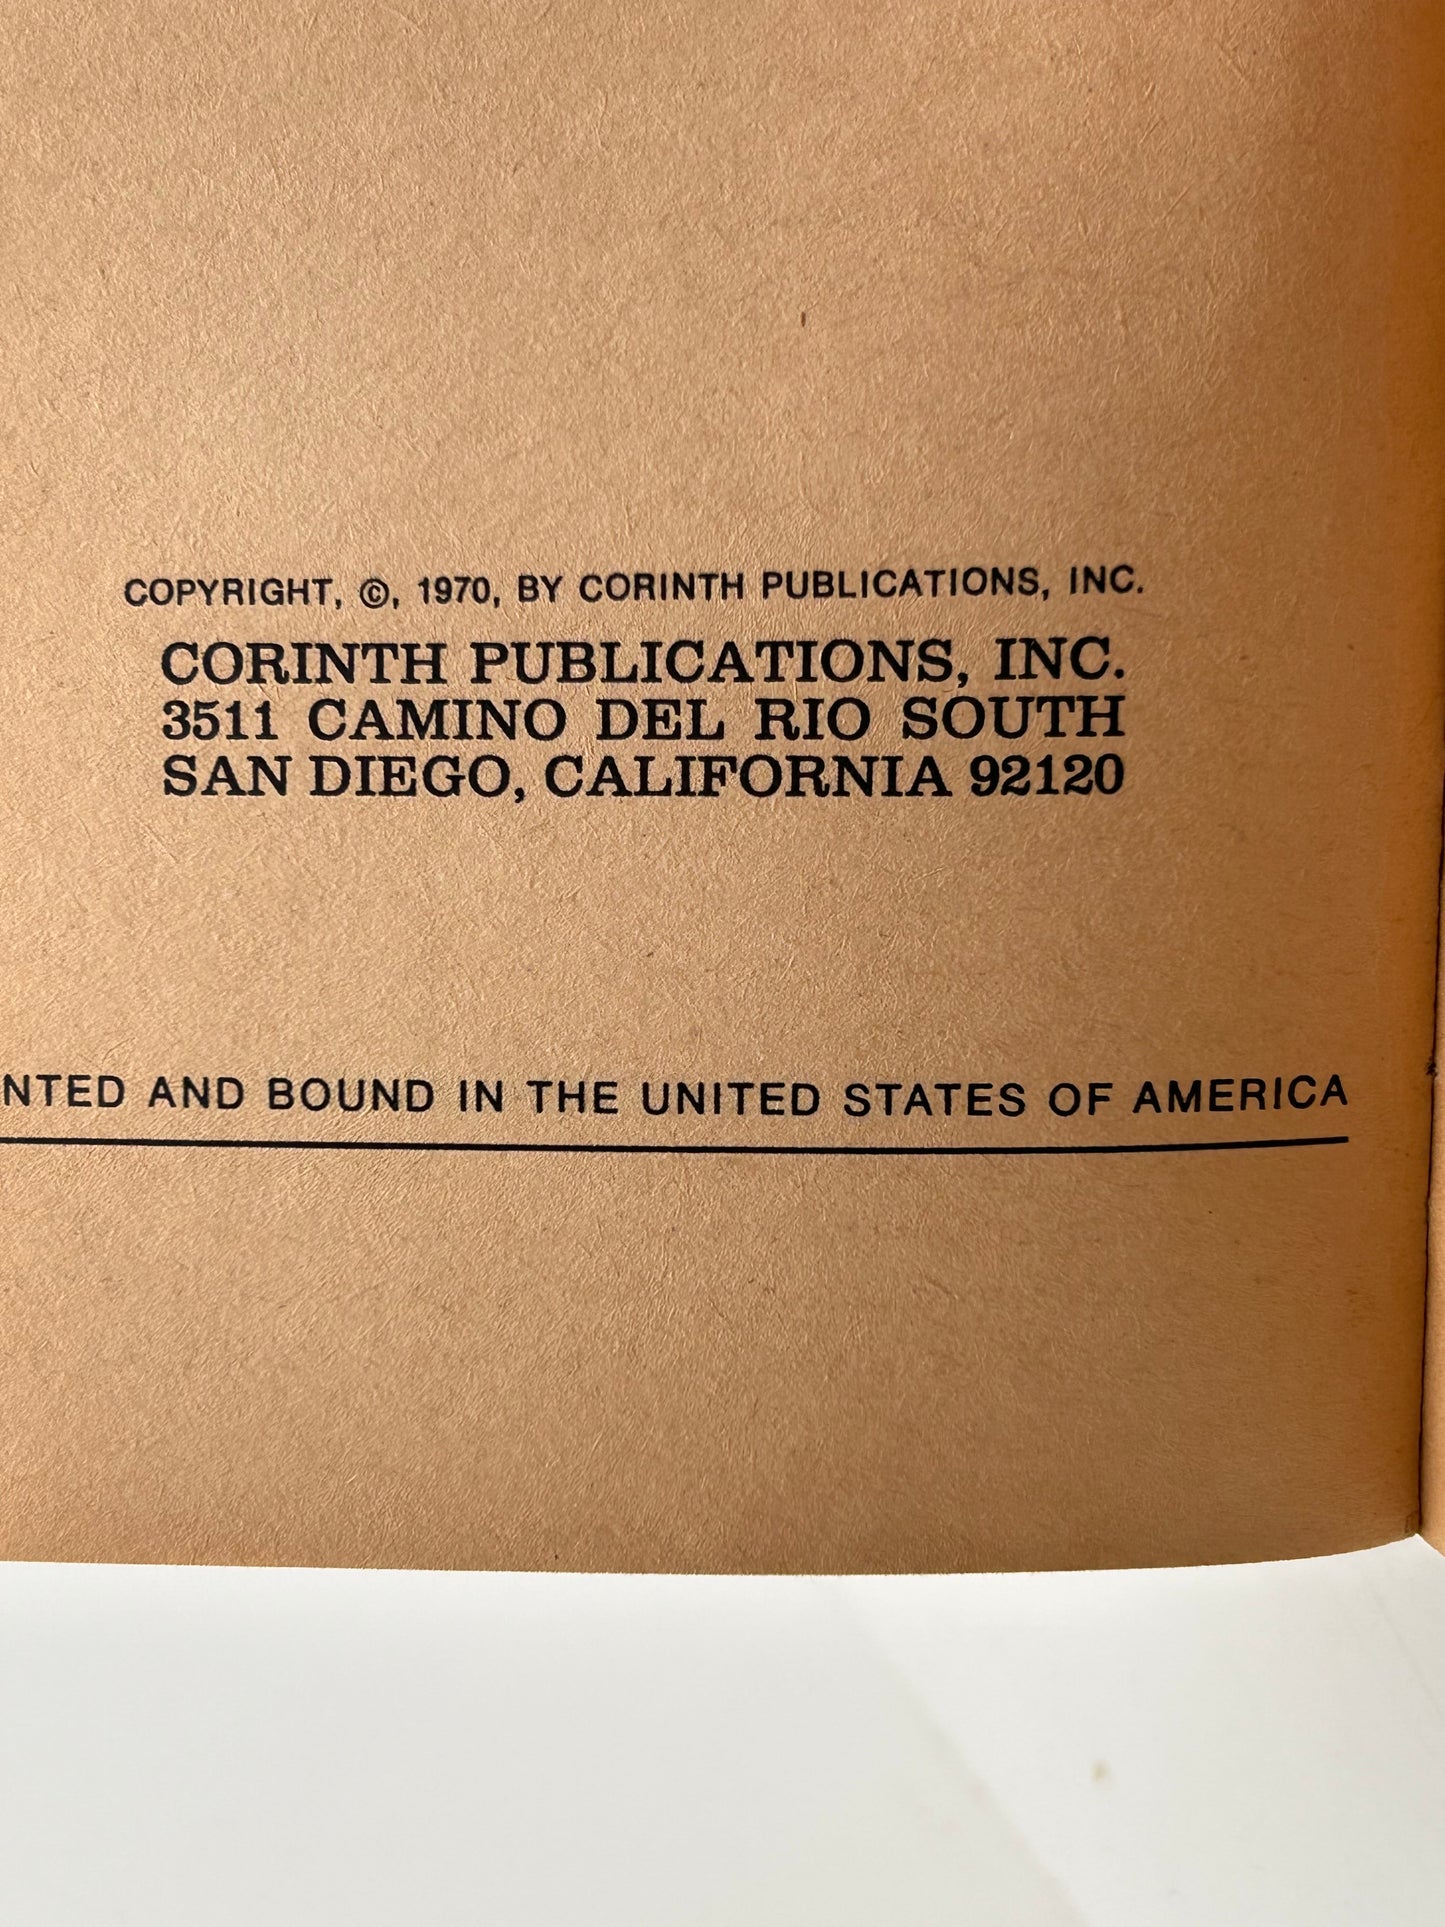 COPYRIGHT, ©, 1970, BY CORINTH PUBLICATIONS, INC.
CORINTH PUBLICATIONS, INC.
3511 CAMINO DEL RIO SOUTH
SAN DIEGO, CALIFORNIA 92120
NTED AND BOUND IN THE UNITED STATES OF AMERICA